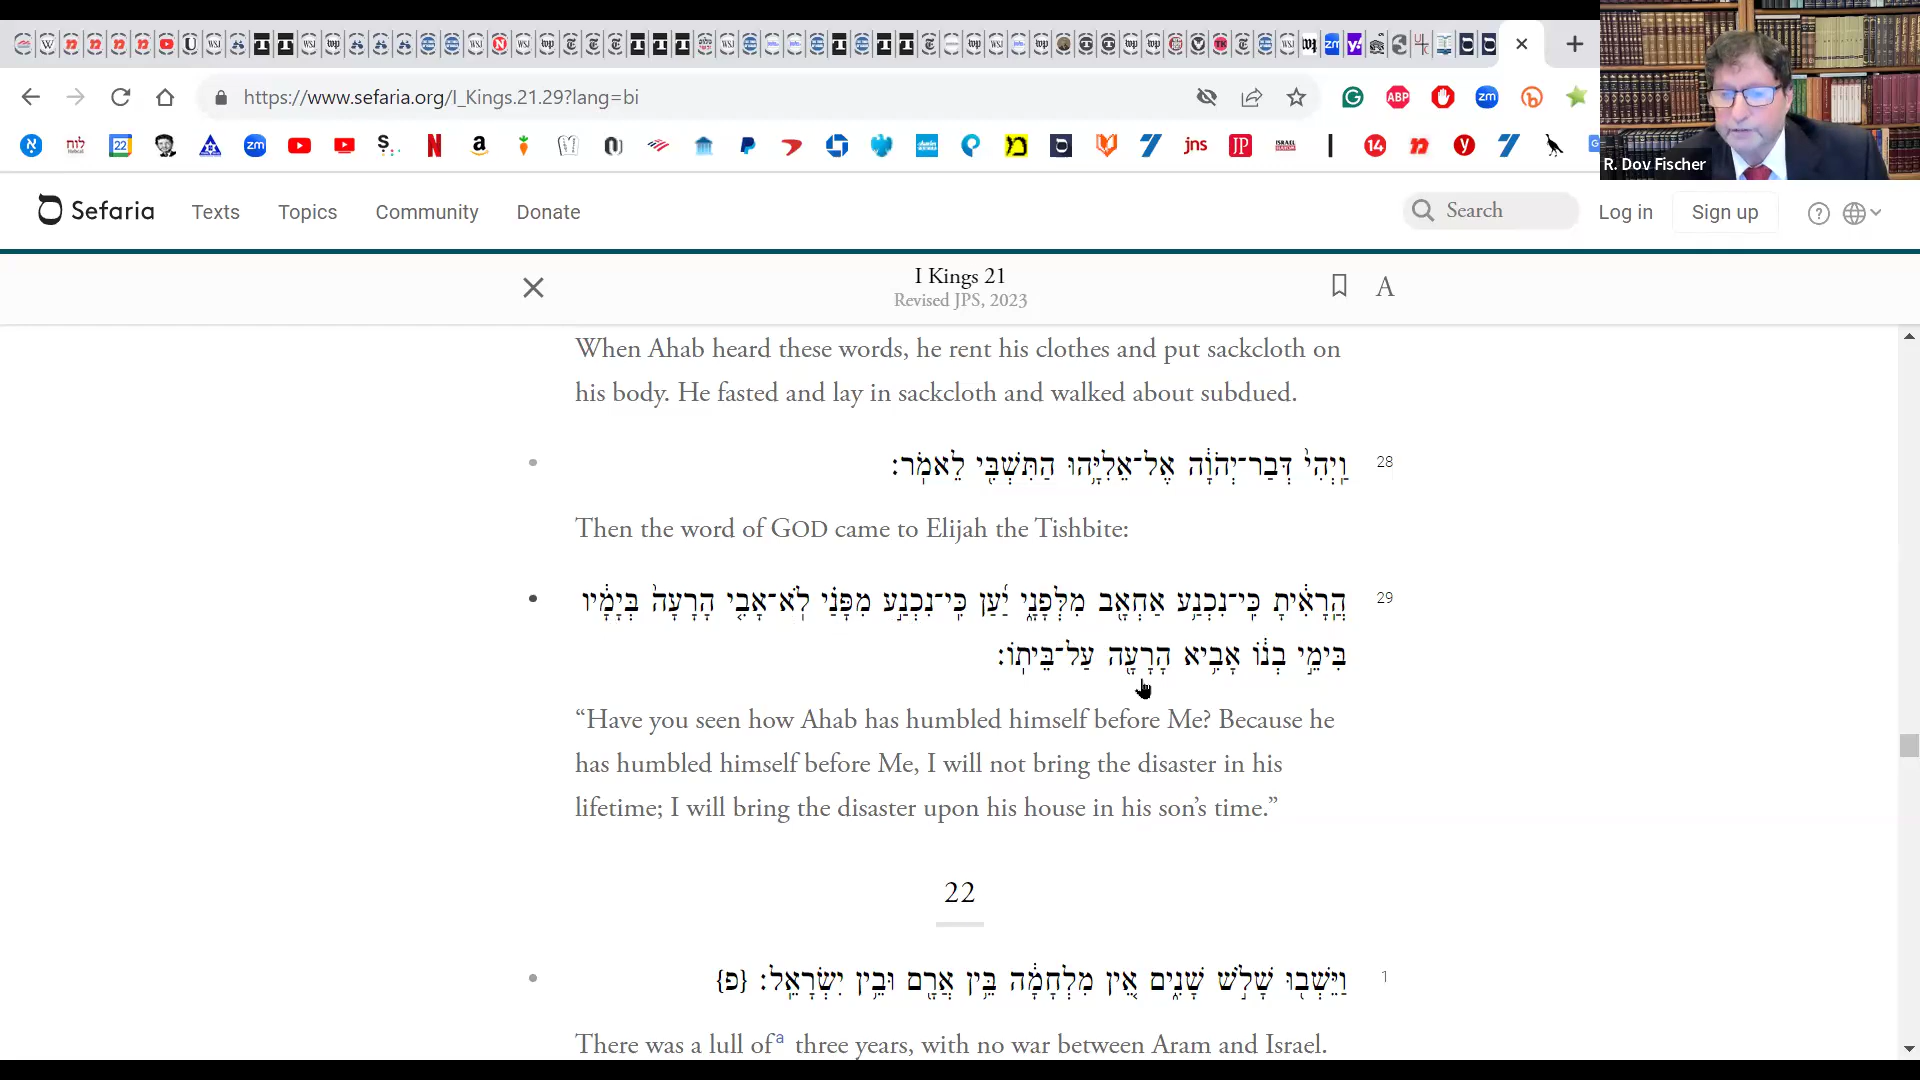 https://www.sefaria.org/I_Kings.21.29?lang=bi
R. Dov Fischer
Sefaria
Texts
Topics
Community
Donate
Search
Log in
Sign up
I Kings 21
Revised JPS, 2023
A
When Ahab heard these words, he rent his clothes and put sackcloth on
his body. He fasted and lay in sackcloth and walked about subdued.
28
וַֽיְהִי֙ דְּבַר־יְהֹוָ֔ה אֶל־אֵלִיָּ֥הוּ הַתִּשְׁבִּ֖י לֵאמֹֽר׃
Then the word of GOD came to Elijah the Tishbite:
29
הֲֽרָאִ֔יתָ כִּֽי־נִכְנַ֥ע אַחְאָ֖ב מִלְּפָנָ֑י יַ֜עַן כִּֽי־נִכְנַ֣ע מִפָּנַ֗י לֹֽא־אָבִ֤י הָרָעָה֙ בְּיָמָ֔יו
בִּימֵ֣י בְנ֔וֹ אָבִ֥יא הָרָעָ֖ה עַל־בֵּיתֽוֹ׃
“Have you seen how Ahab has humbled himself before Me? Because he
has humbled himself before Me, I will not bring the disaster in his
lifetime; I will bring the disaster upon his house in his son’s time.”
22
1
וַיֵּשְׁב֖וּ שָׁלֹ֣שׁ שָׁנִ֑ים אֵ֚ין מִלְחָמָ֔ה בֵּ֥ין אֲרָ֖ם וּבֵ֥ין יִשְׂרָאֵֽל׃ {פ}
There was a lull of a three years, with no war between Aram and Israel.